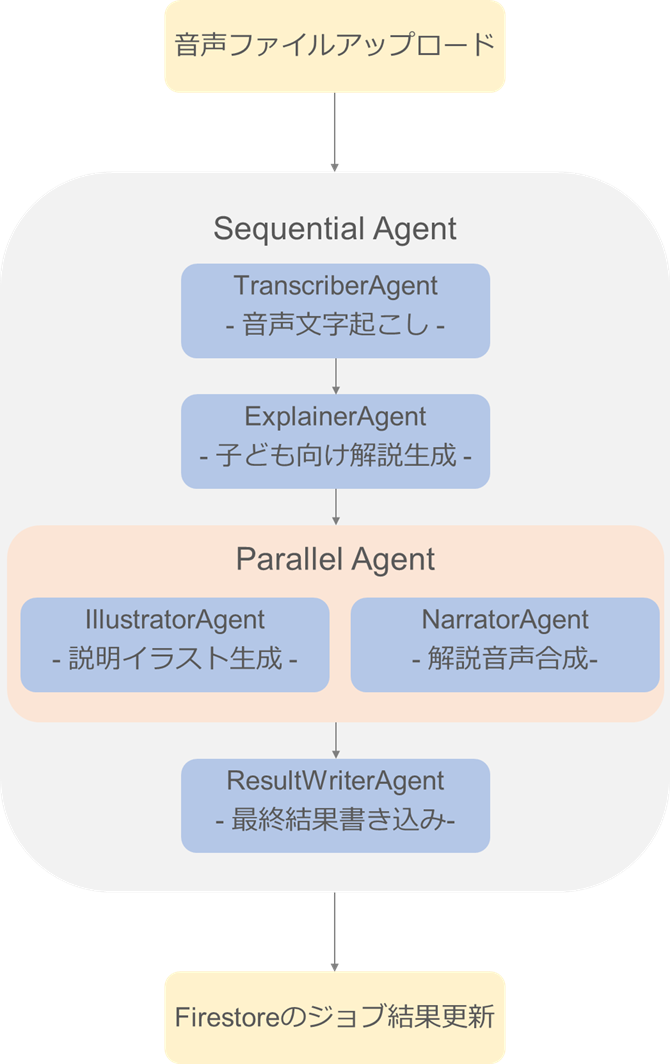 音声ファイルアップロード
Sequential Agent
TranscriberAgent
- 音声文字起こし -
ExplainerAgent
- 子ども向け解説生成 -
Parallel Agent
IllustratorAgent
- 説明イラスト生成 -
NarratorAgent
- 解説音声合成-
ResultWriterAgent
- 最終結果書き込み-
Firestoreのジョブ結果更新